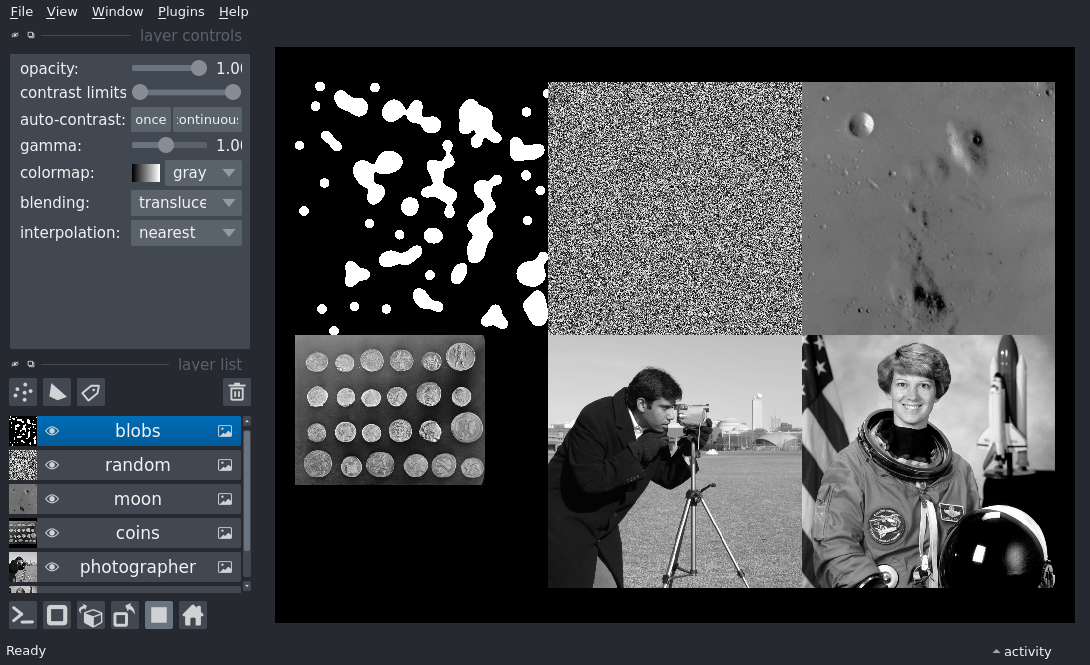 File View Window Plugins Help
layer controls
opacity: 1.0
contrast limits
auto-contrast: once continuous
gamma: 1.0
colormap: gray
blending: transluce
interpolation: nearest
layer list
blobs
random
moon
coins
photographer
Ready
activity